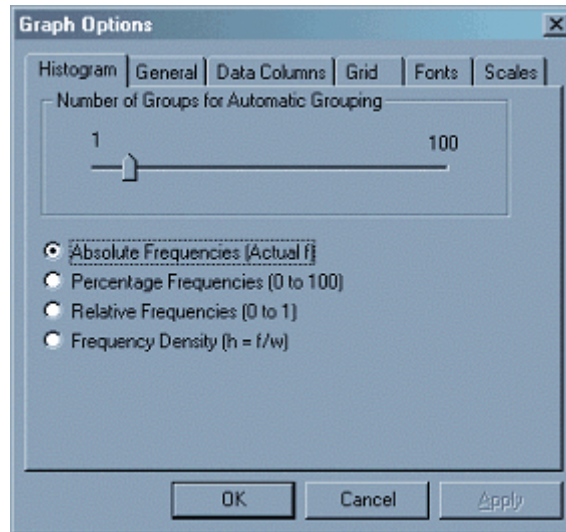 Graph Options
Histogram General Data Columns Grid Fonts Scales
Number of Groups for Automatic Grouping
1 100
Absolute Frequencies (Actual f)
Percentage Frequencies (0 to 100)
Relative Frequencies (0 to 1)
Frequency Density (h = f/w)
OK Cancel Apply